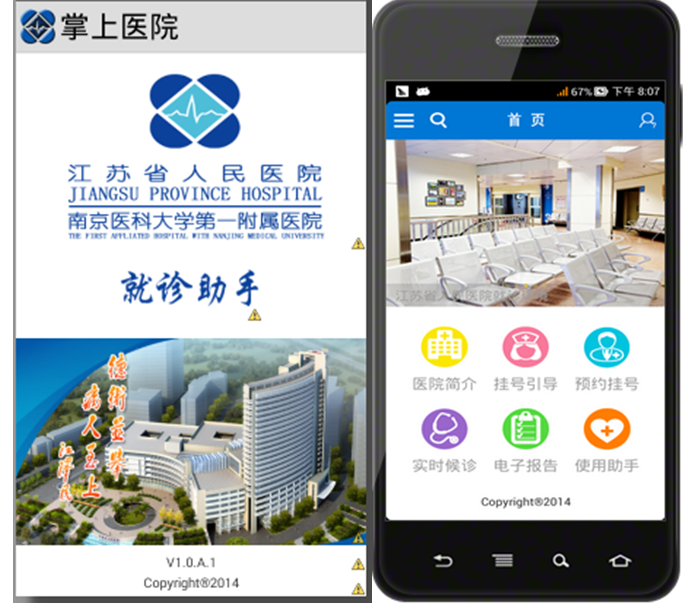 掌上医院
江苏省人民医院
JIANGSU PROVINCE HOSPITAL
南京医科大学第一附属医院
THE FIRST AFFLIATED HOSPITAL WITH NANJING MEDICAL UNIVERSITY
就诊助手
德术并举
病人至上
江泽民
V1.0.A.1
Copyright®2014
67% 下午 8:07
首 页
江苏省人民医院
医院简介 挂号引导 预约挂号
实时候诊 电子报告 使用助手
Copyright®2014